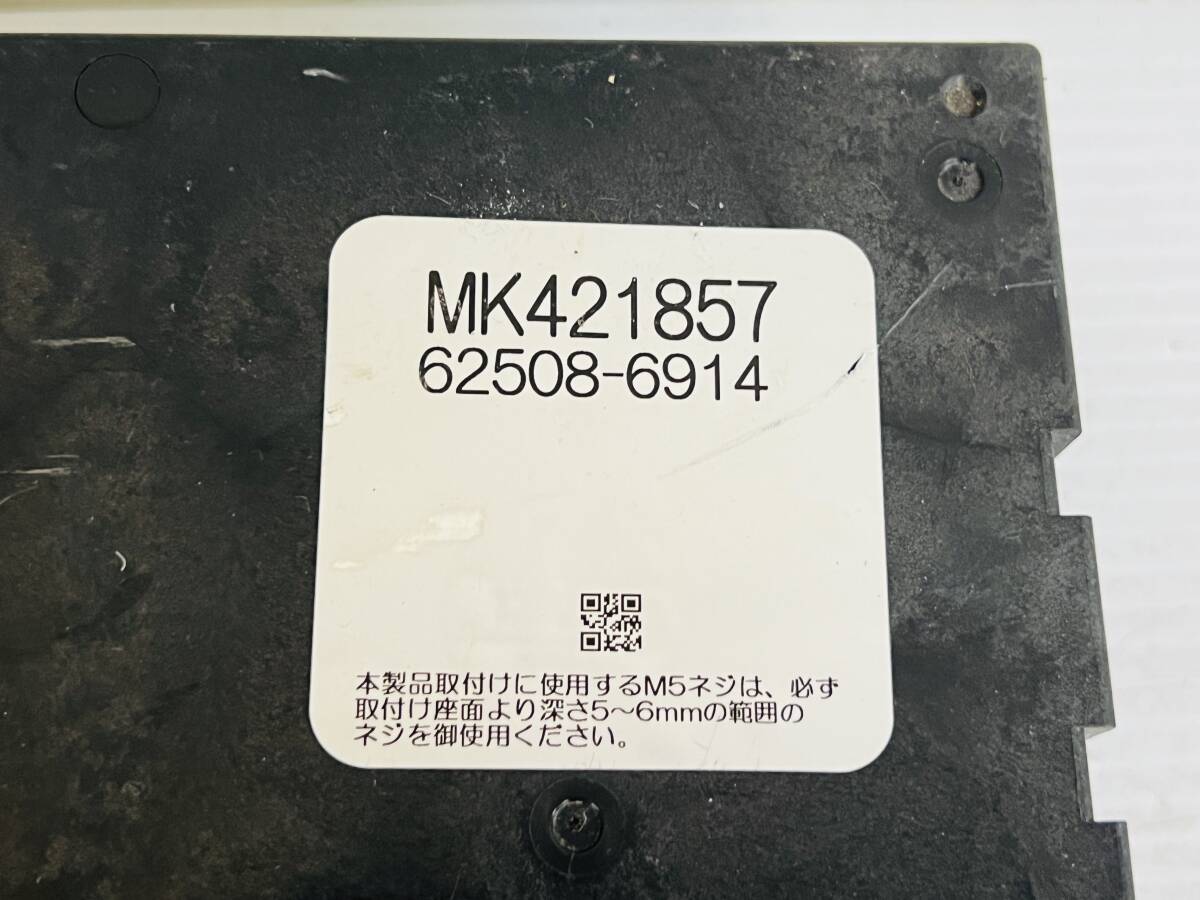 MK421857
62508-6914
本製品取付けに使用するM5ネジは、必ず
取付け座面より深さ5～6mmの範囲の
ネジを御使用ください。